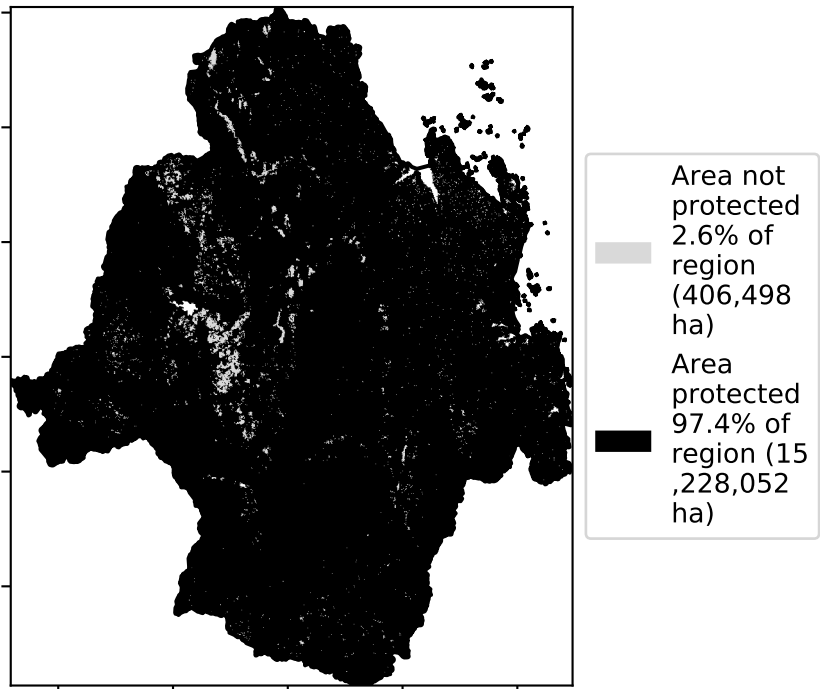 Area not
protected
2.6% of
region
(406,498
ha)
Area
protected
97.4% of
region (15
,228,052
ha)